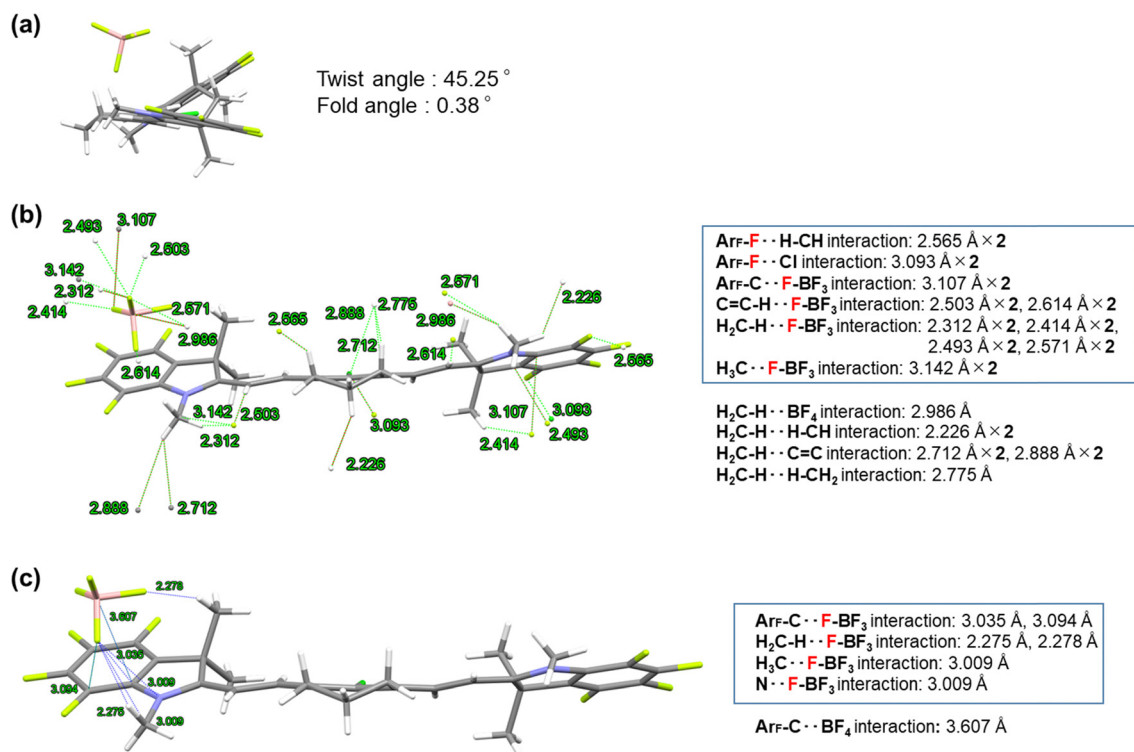 (a)
Twist angle : 45.25°
Fold angle : 0.38°
(b)
2.493
3.107
2.503
3.142
2.312
2.414
2.571
2.986
2.614
3.142
2.312
2.503
2.888
2.712
2.565
2.888
2.775
2.712
3.093
2.226
2.571
2.986
2.614
2.226
2.565
3.107
3.093
2.414
2.493
ArF-F··H-CH interaction: 2.565 Å×2
ArF-F··Cl interaction: 3.093 Å×2
ArF-C··F-BF3 interaction: 3.107 Å×2
C=C-H··F-BF3 interaction: 2.503 Å×2, 2.614 Å×2
H2C-H··F-BF3 interaction: 2.312 Å×2, 2.414 Å×2,
2.493 Å×2, 2.571 Å×2
H3C··F-BF3 interaction: 3.142 Å×2
H2C-H··BF4 interaction: 2.986 Å
H2C-H··H-CH interaction: 2.226 Å×2
H2C-H··C=C interaction: 2.712 Å×2, 2.888 Å×2
H2C-H··H-CH2 interaction: 2.775 Å
(c)
2.278
3.607
3.035
3.009
3.094
2.275
3.009
ArF-C··F-BF3 interaction: 3.035 Å, 3.094 Å
H2C-H··F-BF3 interaction: 2.275 Å, 2.278 Å
H3C··F-BF3 interaction: 3.009 Å
N··F-BF3 interaction: 3.009 Å
ArF-C··BF4 interaction: 3.607 Å